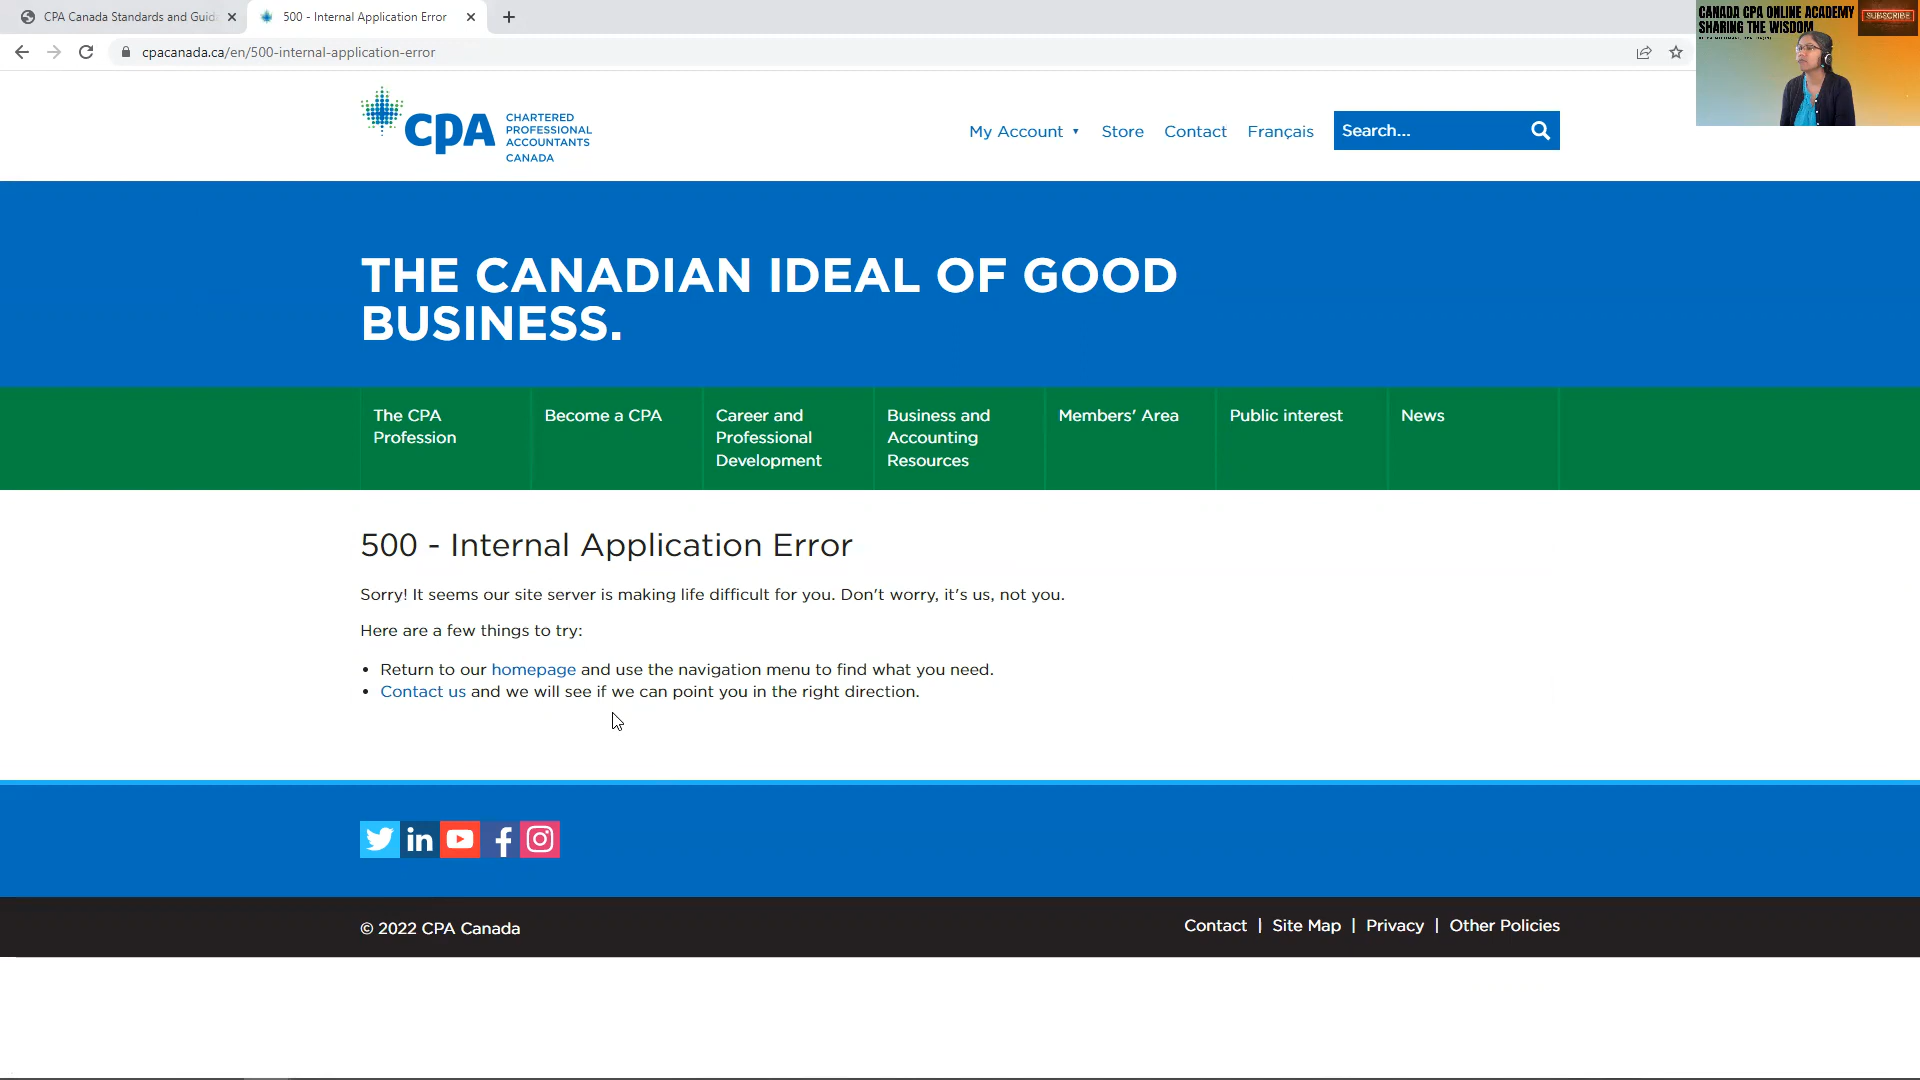 CPA Canada Standards and Guid
500 - Internal Application Error
cpacanada.ca/en/500-internal-application-error
CANADA CPA ONLINE ACADEMY
SHARING THE WISDOM
SUBSCRIBE
CPA
CHARTERED
PROFESSIONAL
ACCOUNTANTS
CANADA
My Account ▼ Store Contact Français Search...
THE CANADIAN IDEAL OF GOOD
BUSINESS.
The CPA
Profession
Become a CPA
Career and
Professional
Development
Business and
Accounting
Resources
Members' Area
Public interest
News
500 - Internal Application Error
Sorry! It seems our site server is making life difficult for you. Don't worry, it's us, not you.
Here are a few things to try:
• Return to our homepage and use the navigation menu to find what you need.
• Contact us and we will see if we can point you in the right direction.
in
f
© 2022 CPA Canada
Contact | Site Map | Privacy | Other Policies